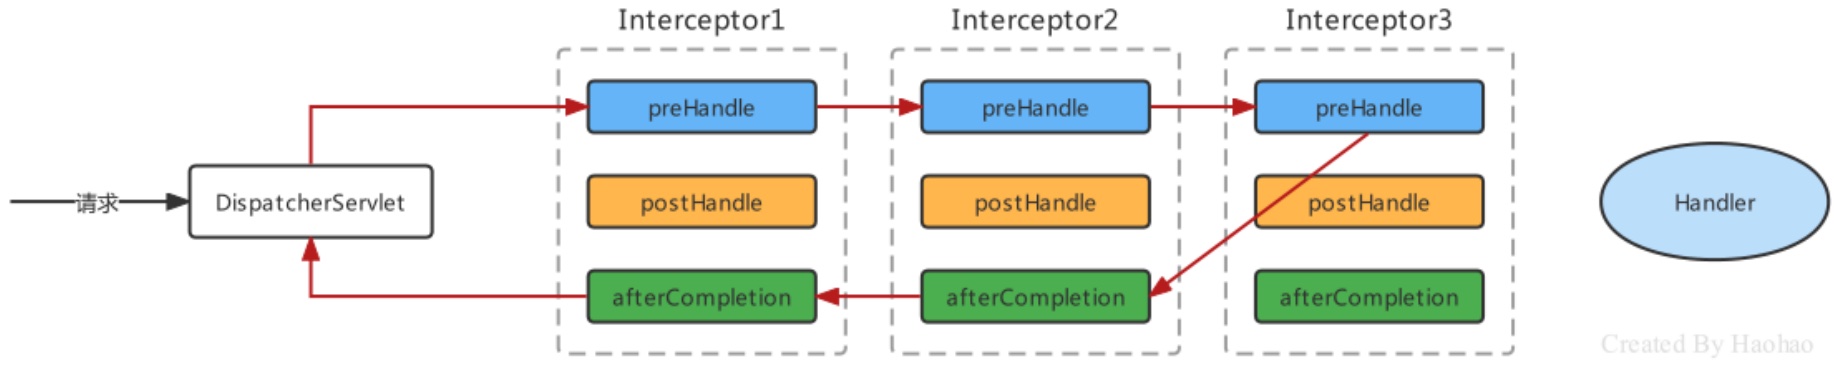 Interceptor1 Interceptor2 Interceptor3
preHandle preHandle preHandle
请求 DispatcherServlet postHandle postHandle postHandle Handler
afterCompletion afterCompletion afterCompletion
Created By Haohao